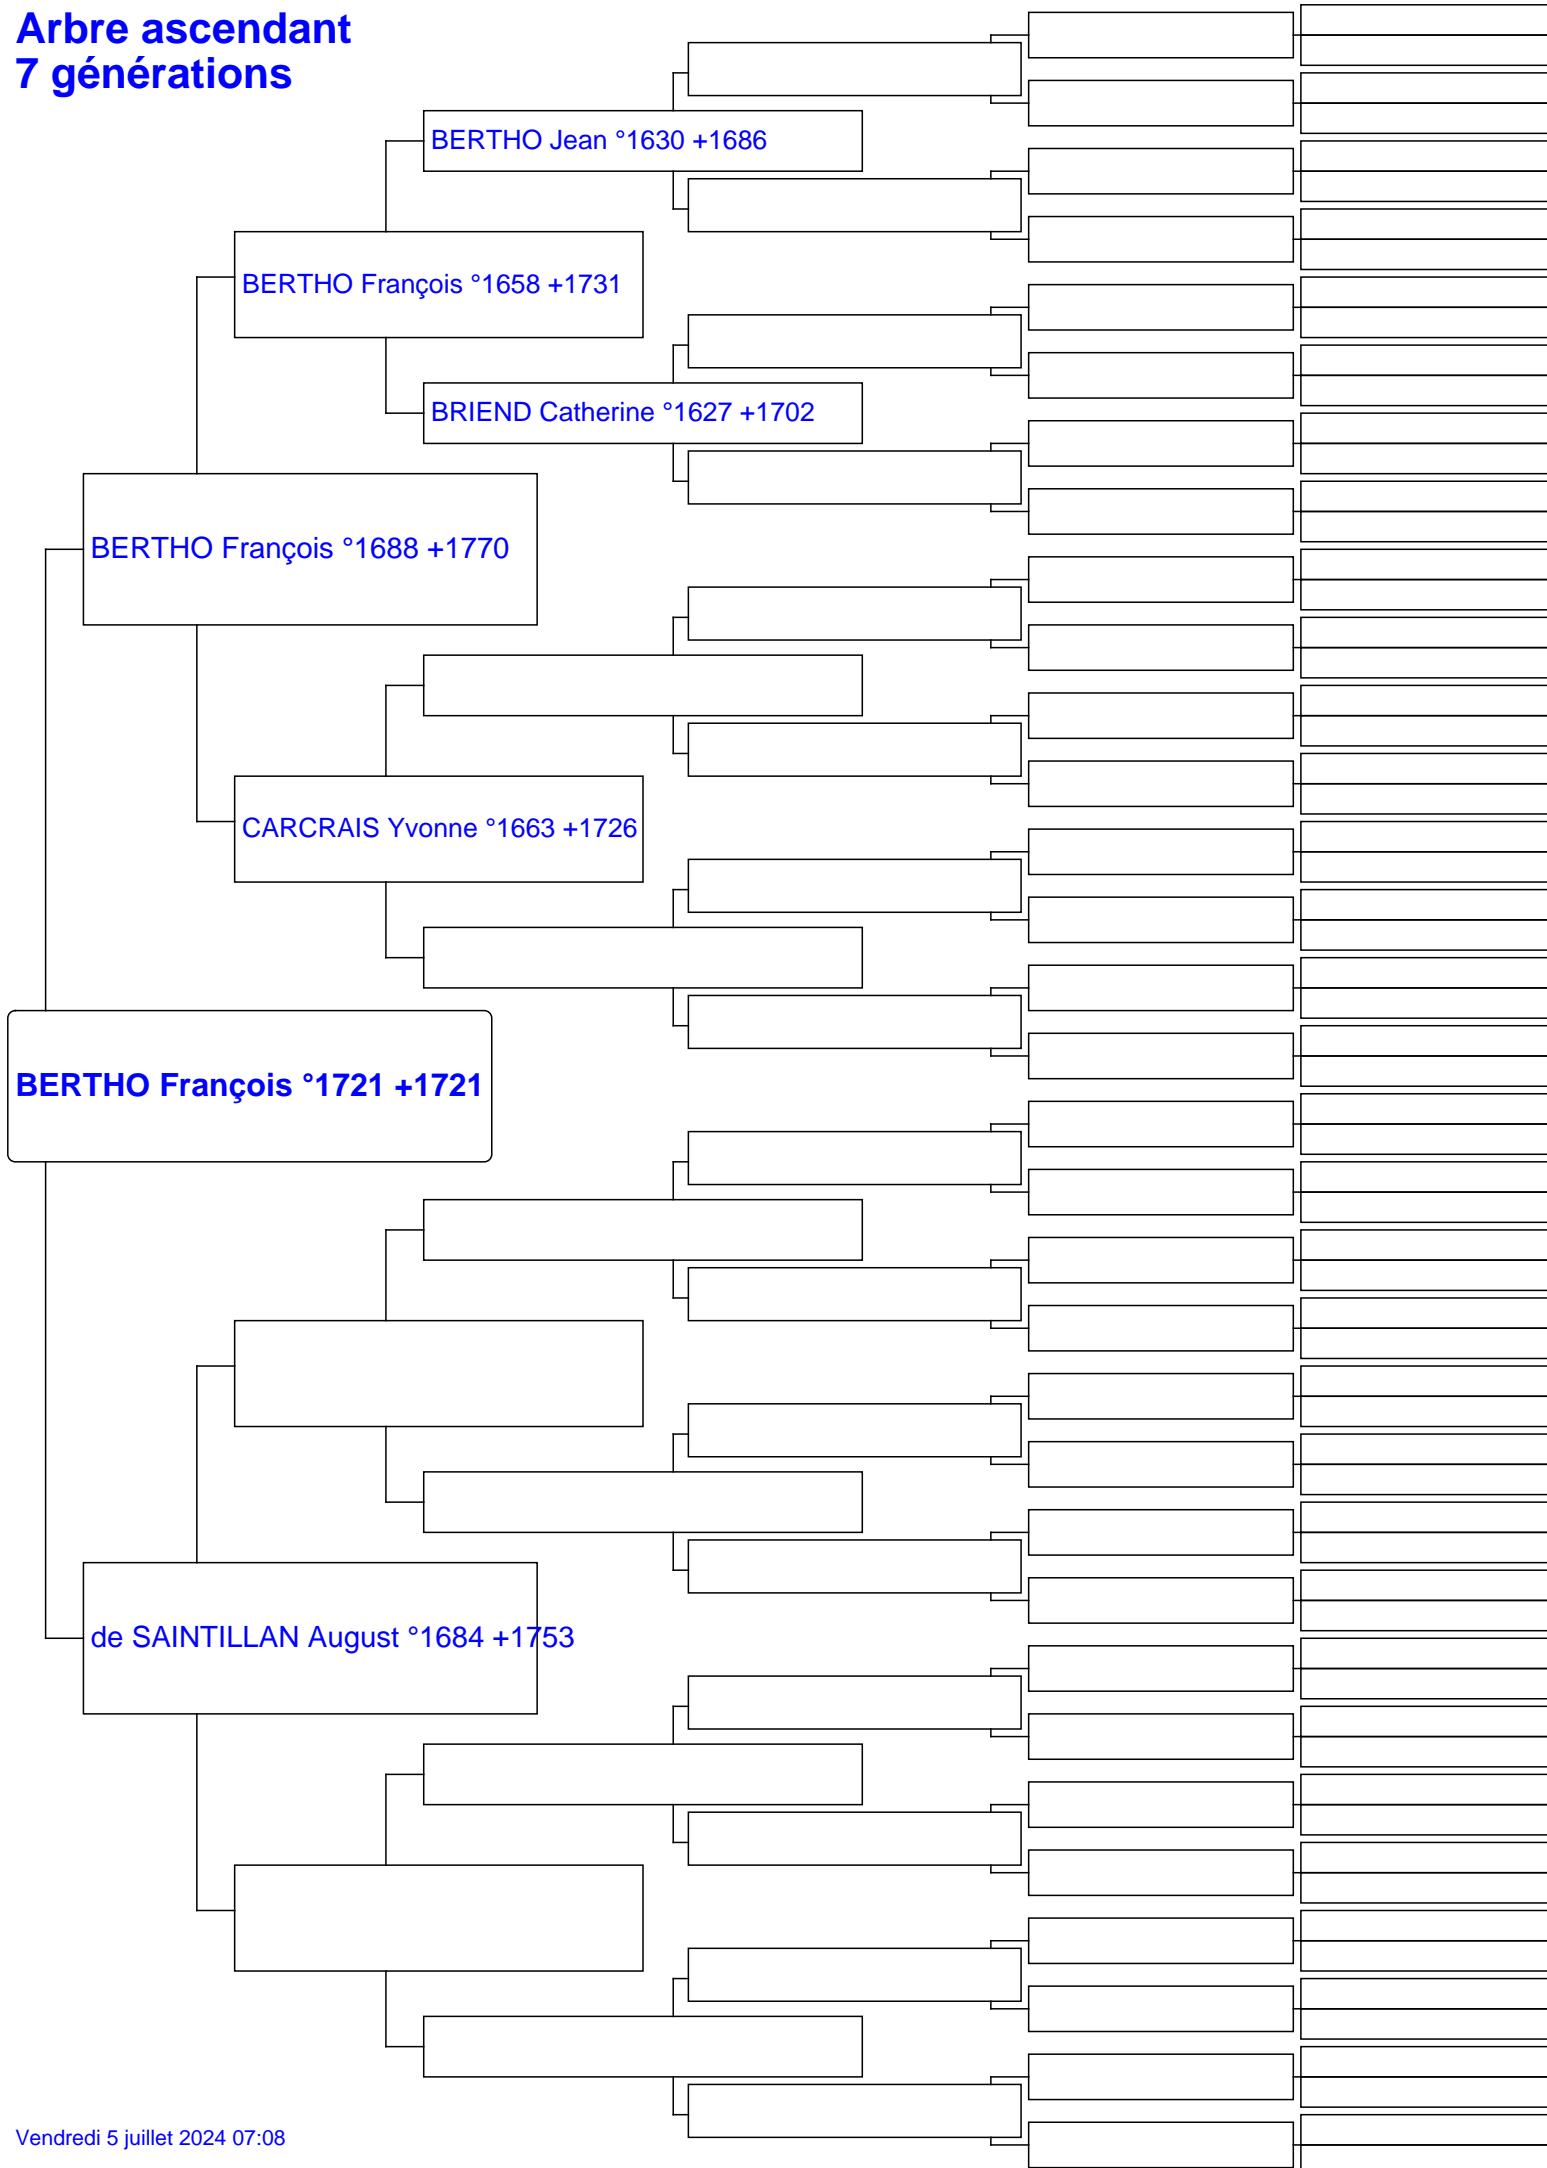 Arbre ascendant
7 générations
BERTHO Jean °1630 +1686
BERTHO François °1658 +1731
BRIEND Catherine °1627 +1702
BERTHO François °1688 +1770
CARCRAIS Yvonne °1663 +1726
BERTHO François °1721 +1721
de SAINTILLAN August °1684 +1753
Vendredi 5 juillet 2024 07:08